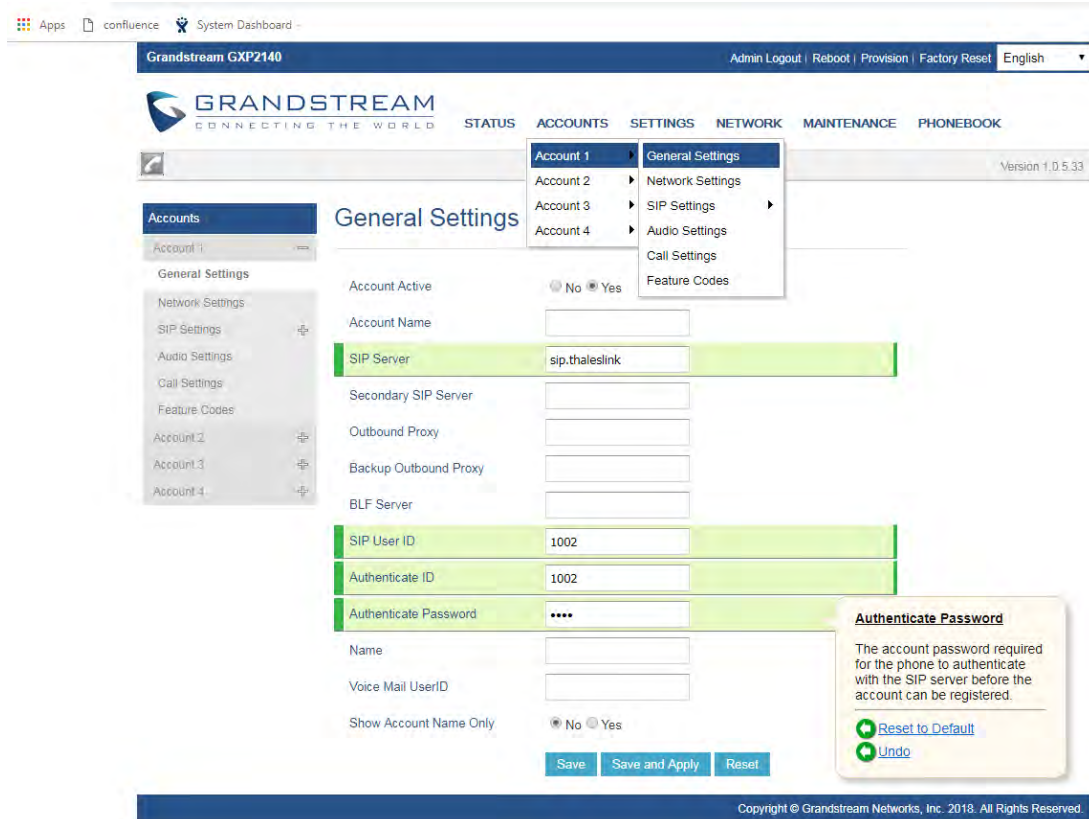 Apps confluence System Dashboard -
Grandstream GXP2140 Admin Logout | Reboot | Provision | Factory Reset English
GRANDSTREAM
CONNECTING THE WORLD
STATUS ACCOUNTS SETTINGS NETWORK MAINTENANCE PHONEBOOK
Version 1.0.5.33
Account 1
Account 2
Account 3
Account 4
General Settings
Network Settings
SIP Settings
Audio Settings
Call Settings
Feature Codes
Accounts
Account 1
General Settings
Network Settings
SIP Settings
Audio Settings
Call Settings
Feature Codes
Account 2
Account 3
Account 4
General Settings
Account Active No Yes
Account Name
SIP Server sip.thaleslink
Secondary SIP Server
Outbound Proxy
Backup Outbound Proxy
BLF Server
SIP User ID 1002
Authenticate ID 1002
Authenticate Password ••••
Name
Voice Mail UserID
Show Account Name Only No Yes
Save Save and Apply Reset
Authenticate Password
The account password required
for the phone to authenticate
with the SIP server before the
account can be registered.
Reset to Default
Undo
Copyright © Grandstream Networks, Inc. 2018. All Rights Reserved.